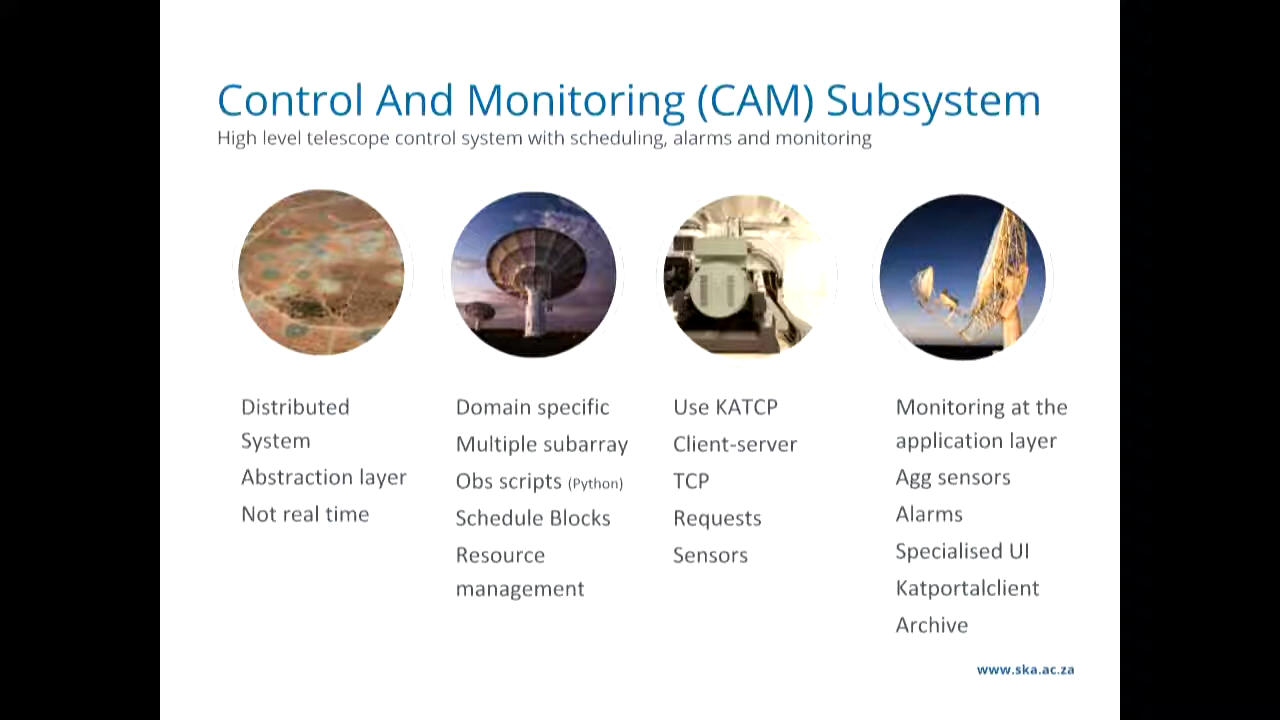 Control And Monitoring (CAM) Subsystem
High level telescope control system with scheduling, alarms and monitoring
Distributed
System
Abstraction layer
Not real time
Domain specific
Multiple subarray
Obs scripts (Python)
Schedule Blocks
Resource
management
Use KATCP
Client-server
TCP
Requests
Sensors
Monitoring at the
application layer
Agg sensors
Alarms
Specialised UI
Katportalclient
Archive
www.ska.ac.za